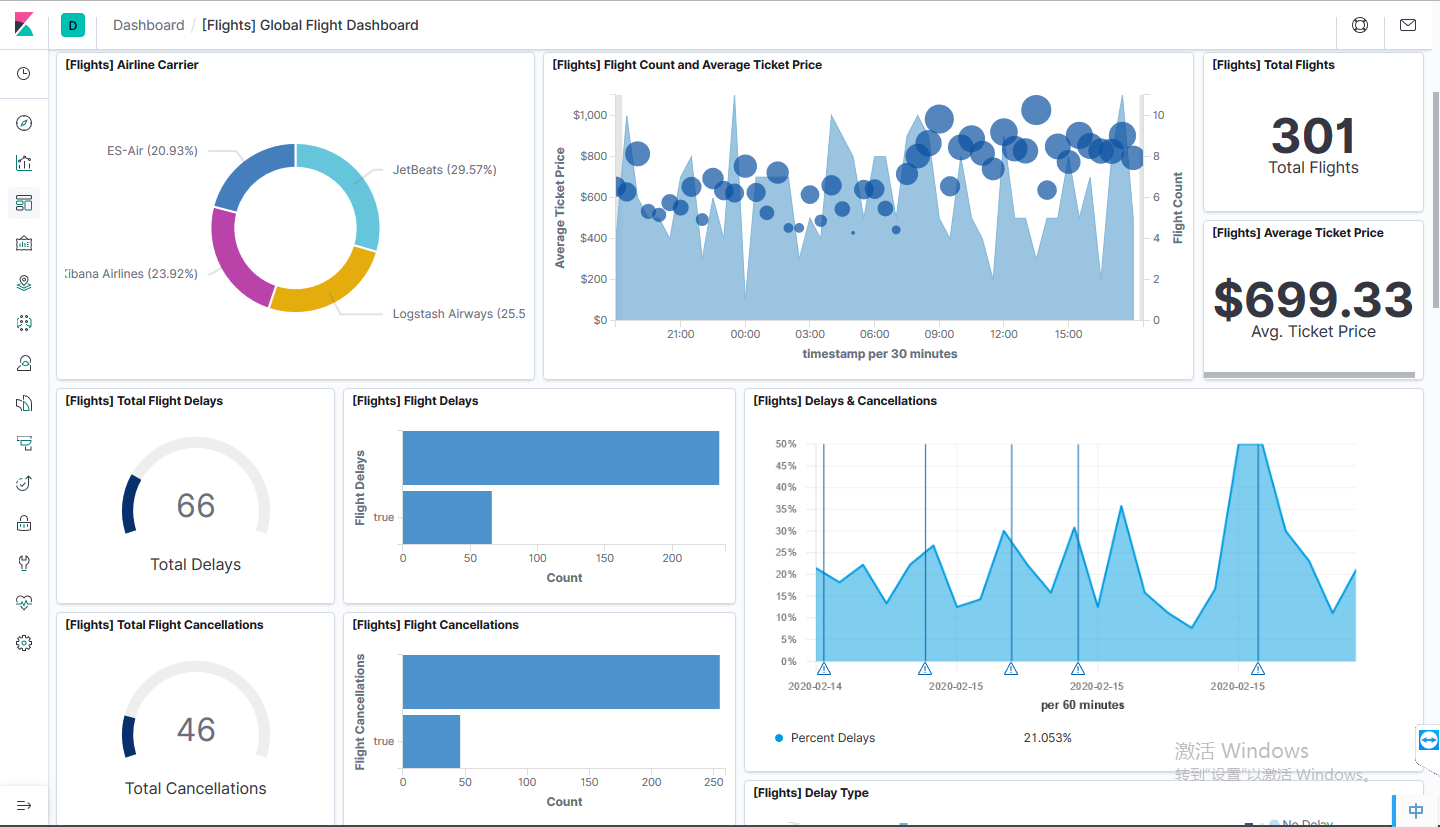 D
Dashboard / [Flights] Global Flight Dashboard
[Flights] Airline Carrier
ES-Air (20.93%)
JetBeats (29.57%)
Kibana Airlines (23.92%)
Logstash Airways (25.5
[Flights] Flight Count and Average Ticket Price
Average Ticket Price
$1,000
$800
$600
$400
$200
$0
10
8
6
4
2
0
Flight Count
21:00 00:00 03:00 06:00 09:00 12:00 15:00
timestamp per 30 minutes
[Flights] Total Flights
301
Total Flights
[Flights] Average Ticket Price
$699.33
Avg. Ticket Price
[Flights] Total Flight Delays
66
Total Delays
[Flights] Flight Delays
Flight Delays
true
0 50 100 150 200
Count
[Flights] Delays & Cancellations
50%
45%
40%
35%
30%
25%
20%
15%
10%
5%
0%
2020-02-14 2020-02-15 2020-02-15 2020-02-15
per 60 minutes
Percent Delays 21.053%
[Flights] Total Flight Cancellations
46
Total Cancellations
[Flights] Flight Cancellations
Flight Cancellations
true
0 50 100 150 200 250
Count
[Flights] Delay Type
No Delay
激活 Windows
转到“设置”以激活 Windows。
中